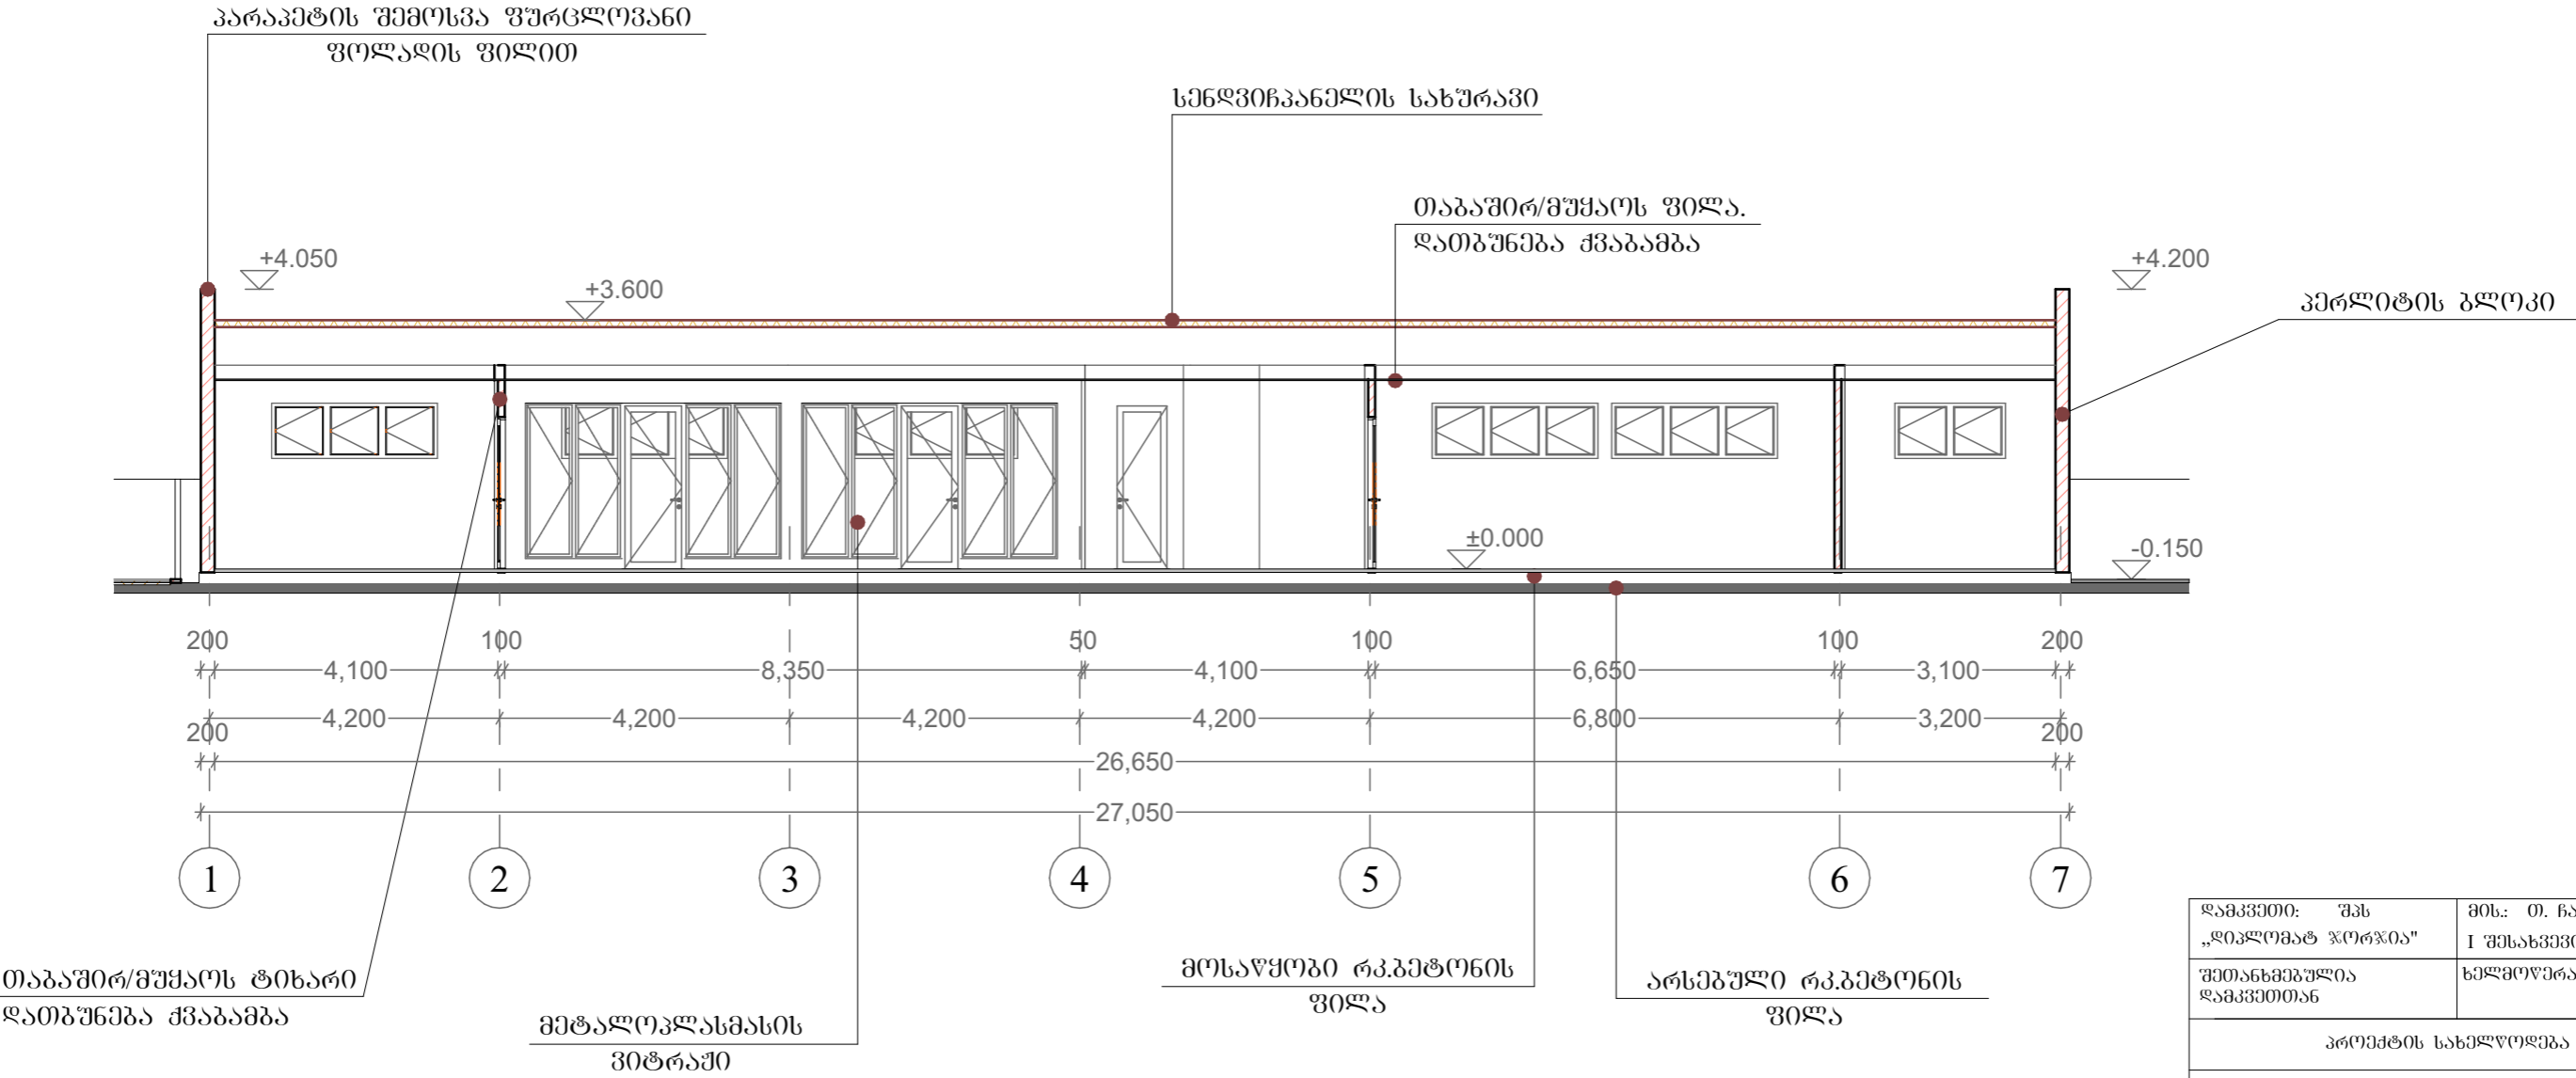 პარაპეტის შემოსვა ფურცლოვანი
ფოლადის ფილით
სენდვიჩპანელის სახურავი
თაბაშირ/მუყაოს ფილა.
დათბუნება ქვაბამბა
+4.050
+3.600
+4.200
პერლიტის ბლოკი
±0.000
-0.150
200 100 50 100 100 200
4,100 8,350 4,100 6,650 3,100
4,200 4,200 4,200 4,200 6,800 3,200
200 200
26,650
27,050
1 2 3 4 5 6 7
თაბაშირ/მუყაოს ტიხარი
დათბუნება ქვაბამბა
მეტალოპლასმასის
ვიტრაჟი
მოსაწყობი რკ.ბეტონის
ფილა
არსებული რკ.ბეტონის
ფილა
დამკვეთი: შპს
„დიპლომატ ჯორჯია"
მის.: თ. ჩა
I შესახვევი
შეთანხმებულია
დამკვეთთან
ხელმოწერა
პროექტის სახელწოდება